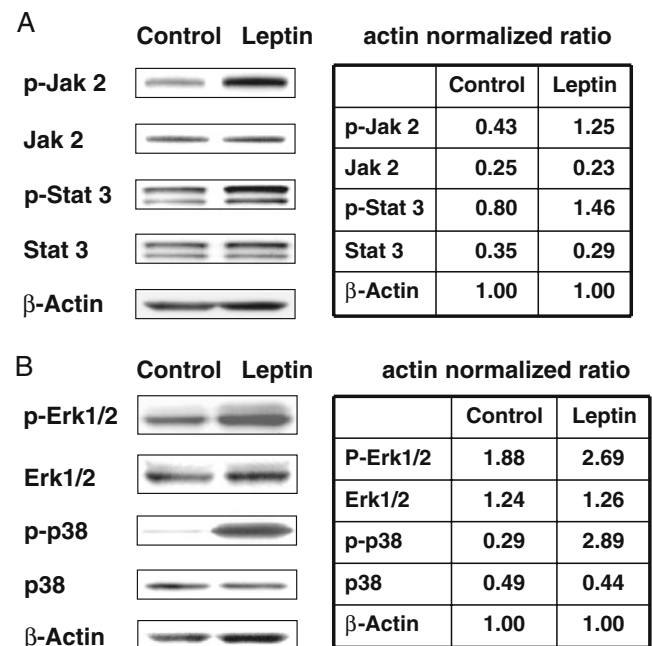 A
Control Leptin actin normalized ratio
p-Jak 2
Jak 2
p-Stat 3
Stat 3
β-Actin
Control Leptin
p-Jak 2 0.43 1.25
Jak 2 0.25 0.23
p-Stat 3 0.80 1.46
Stat 3 0.35 0.29
β-Actin 1.00 1.00
B
Control Leptin actin normalized ratio
p-Erk1/2
Erk1/2
p-p38
p38
β-Actin
Control Leptin
P-Erk1/2 1.88 2.69
Erk1/2 1.24 1.26
p-p38 0.29 2.89
p38 0.49 0.44
β-Actin 1.00 1.00